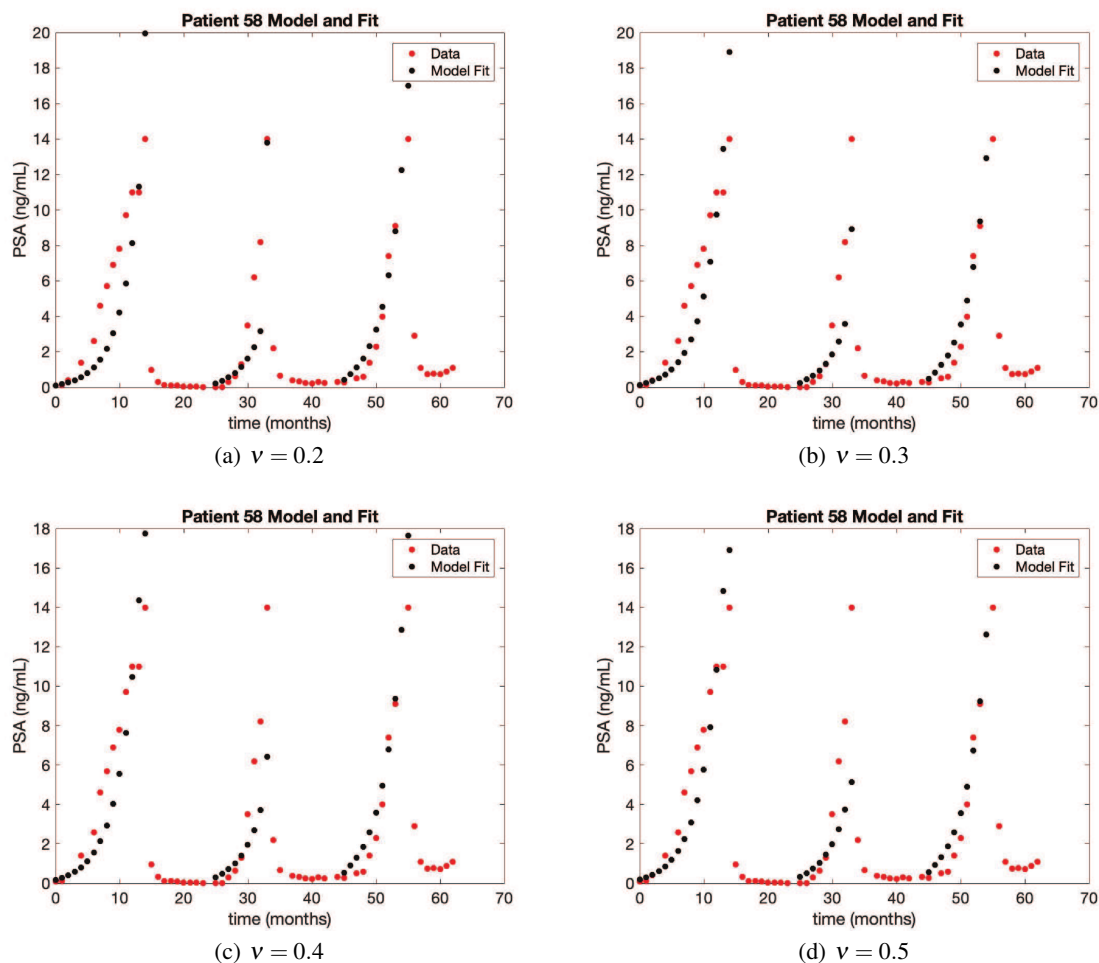 Patient 58 Model and Fit
20
18
16
14
12
10
8
6
4
2
0
PSA (ng/mL)
Data
Model Fit
0 10 20 30 40 50 60 70
time (months)
(a) ν = 0.2
Patient 58 Model and Fit
20
18
16
14
12
10
8
6
4
2
0
PSA (ng/mL)
Data
Model Fit
0 10 20 30 40 50 60 70
time (months)
(b) ν = 0.3
Patient 58 Model and Fit
18
16
14
12
10
8
6
4
2
0
PSA (ng/mL)
Data
Model Fit
0 10 20 30 40 50 60 70
time (months)
(c) ν = 0.4
Patient 58 Model and Fit
18
16
14
12
10
8
6
4
2
0
PSA (ng/mL)
Data
Model Fit
0 10 20 30 40 50 60 70
time (months)
(d) ν = 0.5